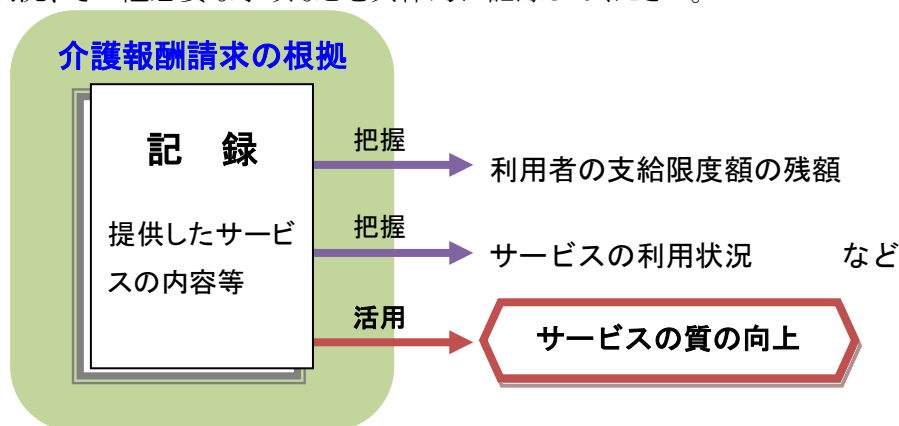 介護報酬請求の根拠
記 録
提供したサービ
スの内容等
把握
利用者の支給限度額の残額
把握
サービスの利用状況 など
活用
サービスの質の向上